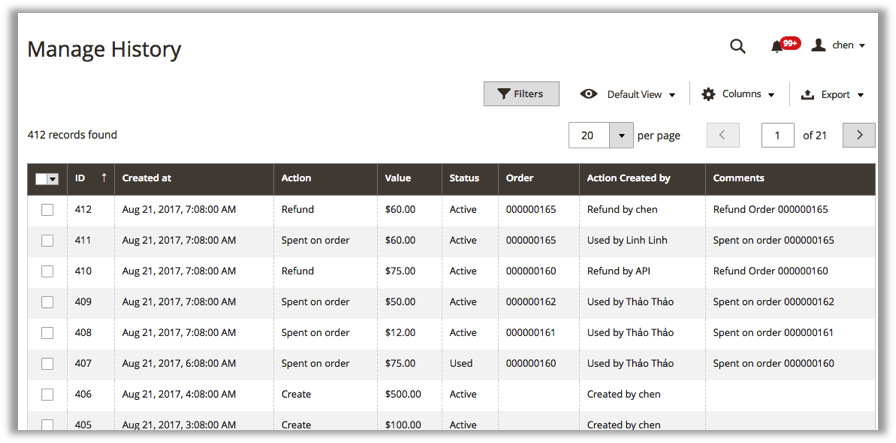 Manage History
99+
chen
Filters
Default View
Columns
Export
412 records found
20
per page
1
of 21
ID Created at Action Value Status Order Action Created by Comments
412 Aug 21, 2017, 7:08:00 AM Refund $60.00 Active 000000165 Refund by chen Refund Order 000000165
411 Aug 21, 2017, 7:08:00 AM Spent on order $60.00 Active 000000165 Used by Linh Linh Spent on order 000000165
410 Aug 21, 2017, 7:08:00 AM Refund $75.00 Active 000000160 Refund by API Refund Order 000000160
409 Aug 21, 2017, 7:08:00 AM Spent on order $50.00 Active 000000162 Used by Thảo Thảo Spent on order 000000162
408 Aug 21, 2017, 7:08:00 AM Spent on order $12.00 Active 000000161 Used by Thảo Thảo Spent on order 000000161
407 Aug 21, 2017, 6:08:00 AM Spent on order $75.00 Used 000000160 Used by Thảo Thảo Spent on order 000000160
406 Aug 21, 2017, 4:08:00 AM Create $500.00 Active Created by chen
405 Aug 21, 2017, 3:08:00 AM Create $100.00 Active Created by chen